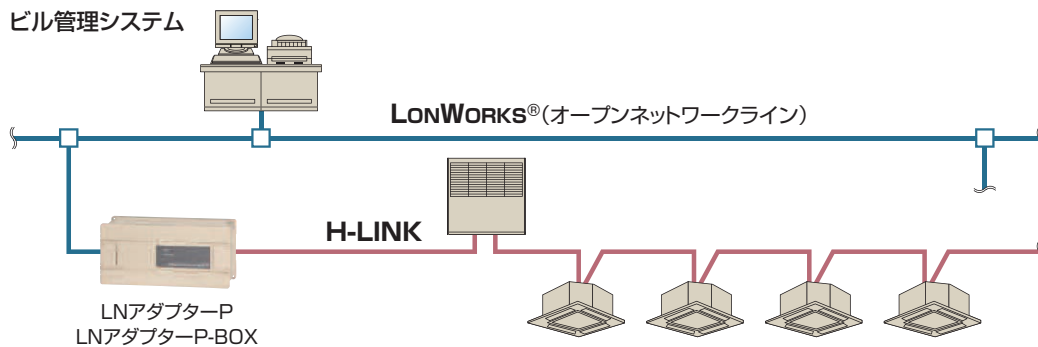 ビル管理システム
LONWORKS®(オープンネットワークライン)
H-LINK
LNアダプターP
LNアダプターP-BOX